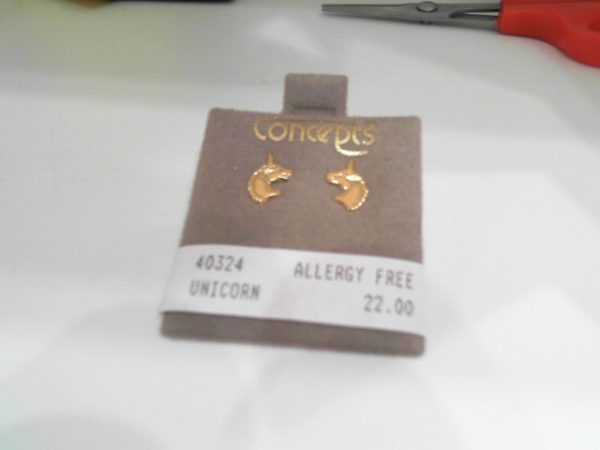 Concepts
40324 ALLERGY FREE
UNICORN 22.00